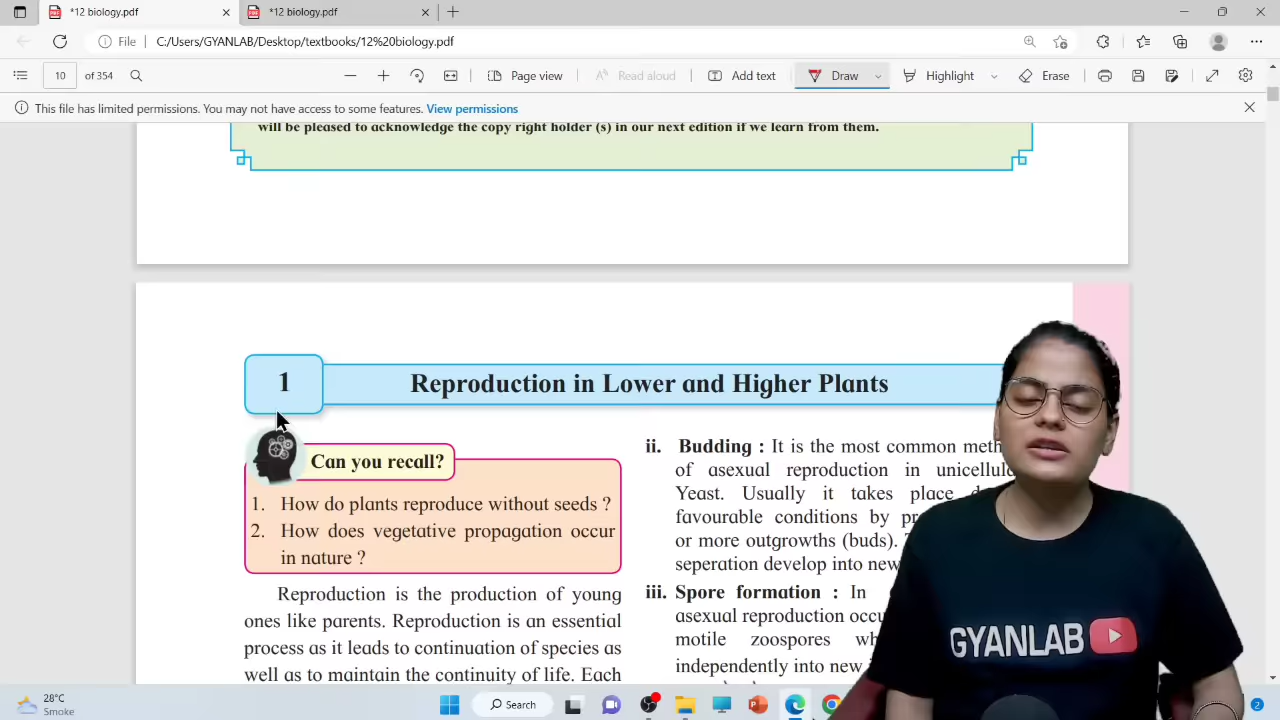 *12 biology.pdf
*12 biology.pdf
File
C:/Users/GYANLAB/Desktop/textbooks/12%20biology.pdf
10 of 354
Page view
Read aloud
Add text
Draw
Highlight
Erase
This file has limited permissions. You may not have access to some features. View permissions
will be pleased to acknowledge the copy right holder (s) in our next edition if we learn from them.
1
Reproduction in Lower and Higher Plants
Can you recall?
1. How do plants reproduce without seeds ?
2. How does vegetative propagation occur
in nature ?
Reproduction is the production of young
ones like parents. Reproduction is an essential
process as it leads to continuation of species as
well as to maintain the continuity of life. Each
ii. Budding : It is the most common
of asexual reproduction in
Yeast. Usually it takes place
favourable conditions by
or more outgrowths (buds).
seperation develop into new
iii. Spore formation : In
asexual reproduction
motile zoospores
independently into new
GYANLAB
28°C
Smoke
Search
2